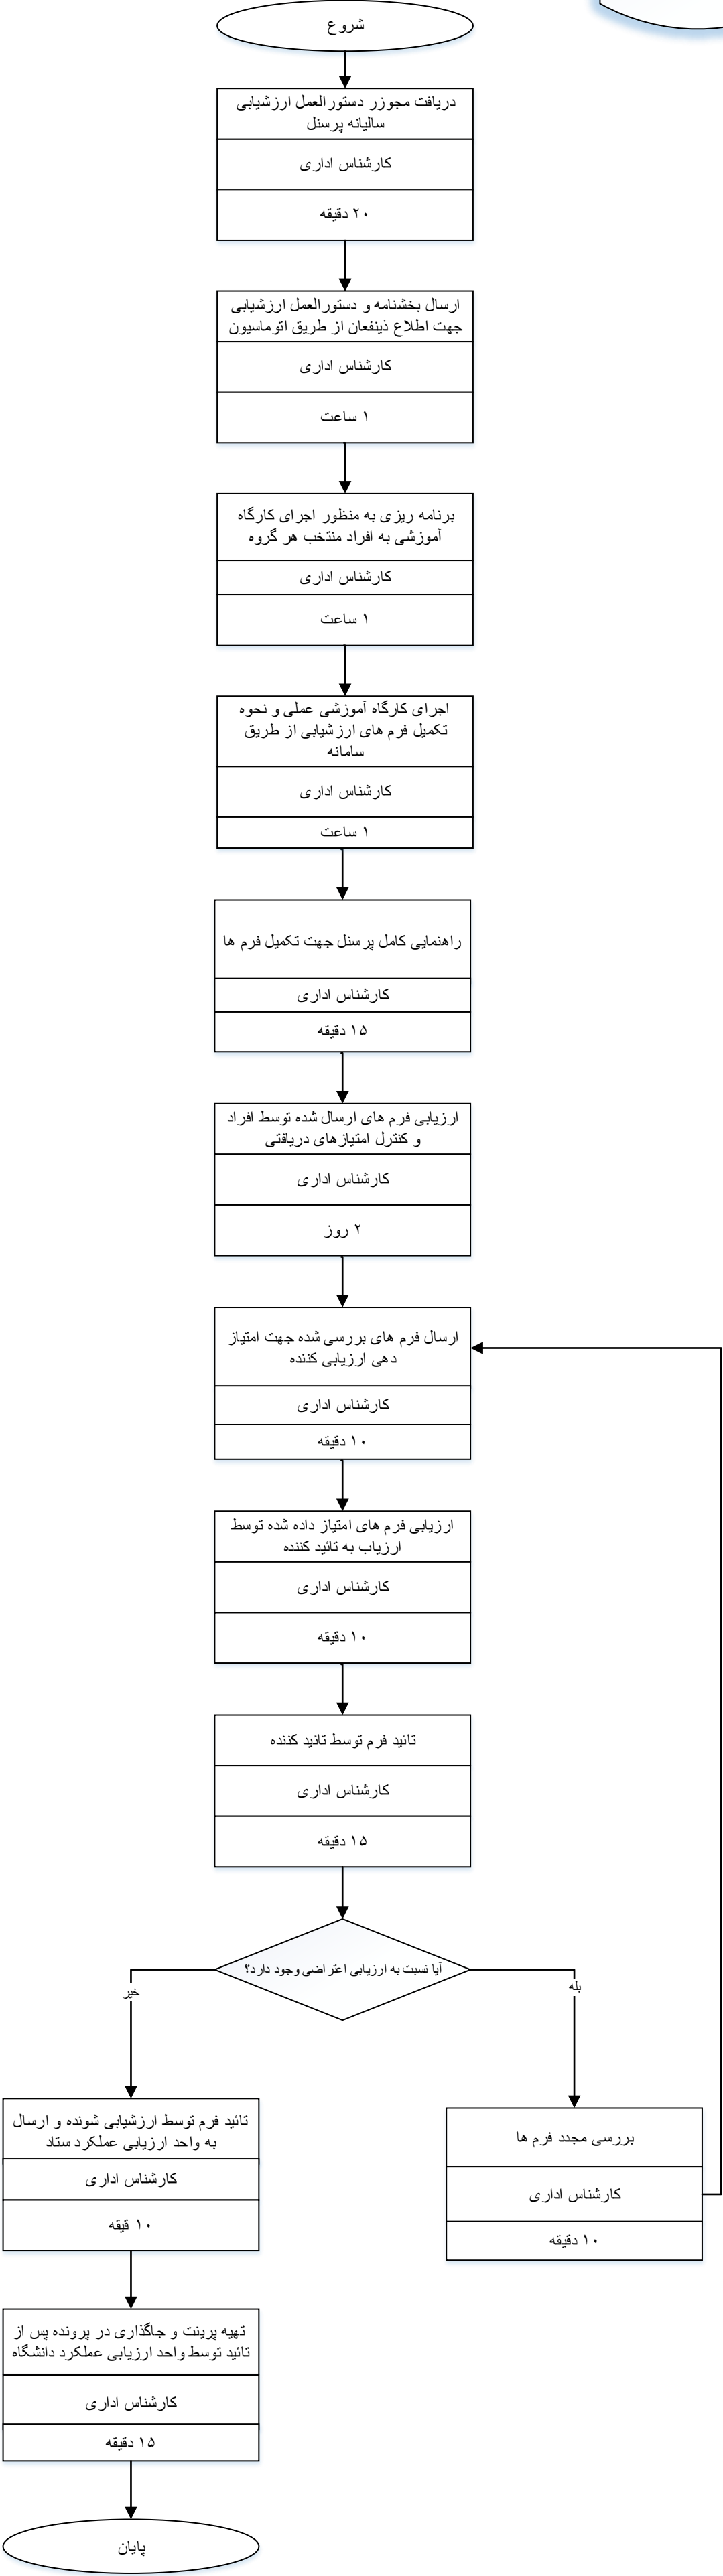 شروع
دریافت مجوزر دستورالعمل ارزشیابی
سالیانه پرسنل
کارشناس اداری
۲۰ دقیقه
ارسال بخشنامه و دستورالعمل ارزشیابی
جهت اطلاع ذینفعان از طریق اتوماسیون
کارشناس اداری
۱ ساعت
برنامه ریزی به منظور اجرای کارگاه
آموزشی به افراد منتخب هر گروه
کارشناس اداری
۱ ساعت
اجرای کارگاه آموزشی عملی و نحوه
تکمیل فرم های ارزشیابی از طریق
سامانه
کارشناس اداری
۱ ساعت
راهنمایی کامل پرسنل جهت تکمیل فرم ها
کارشناس اداری
۱۵ دقیقه
ارزیابی فرم های ارسال شده توسط افراد
و کنترل امتیازهای دریافتی
کارشناس اداری
۲ روز
ارسال فرم های بررسی شده جهت امتیاز
دهی ارزیابی کننده
کارشناس اداری
۱۰ دقیقه
ارزیابی فرم های امتیاز داده شده توسط
ارزیاب به تائید کننده
کارشناس اداری
۱۰ دقیقه
تائید فرم توسط تائید کننده
کارشناس اداری
۱۵ دقیقه
آیا نسبت به ارزیابی اعتراضی وجود دارد؟
بله
خیر
بررسی مجدد فرم ها
کارشناس اداری
۱۰ دقیقه
تائید فرم توسط ارزشیابی شونده و ارسال
به واحد ارزیابی عملکرد ستاد
کارشناس اداری
۱۰ قیقه
تهیه پرینت و جاگذاری در پرونده پس از
تائید توسط واحد ارزیابی عملکرد دانشگاه
کارشناس اداری
۱۵ دقیقه
پایان